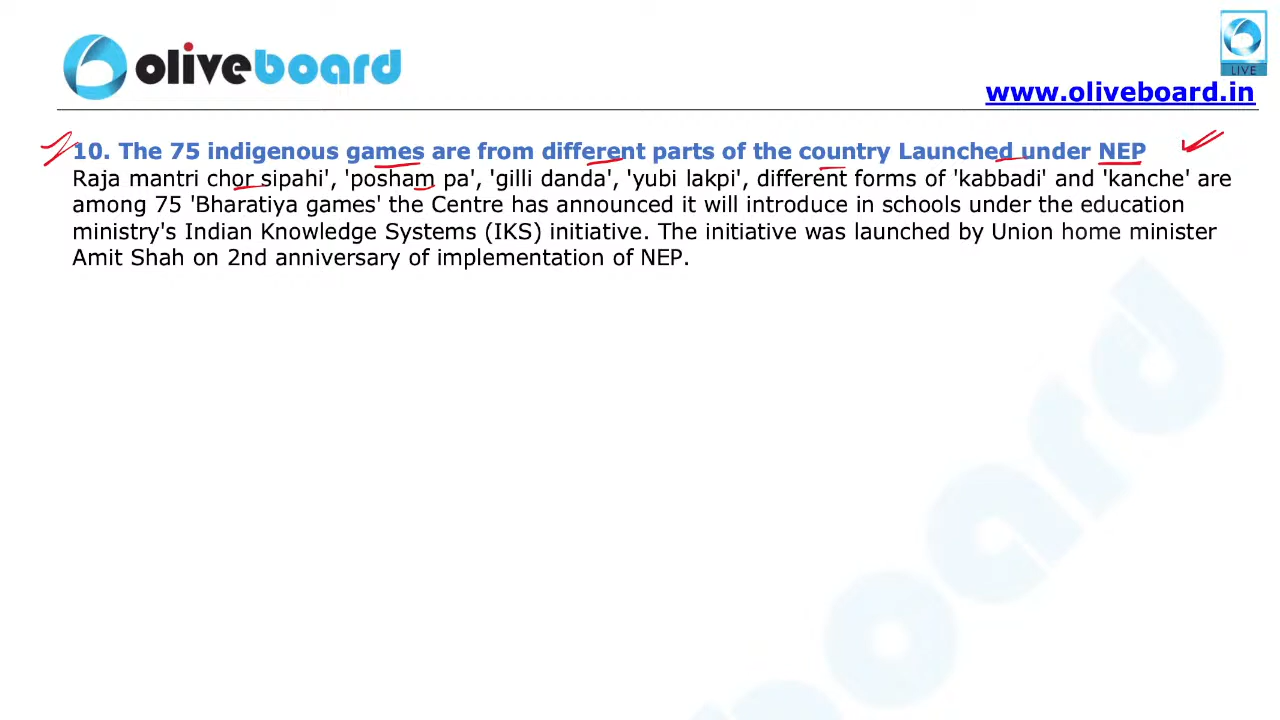 oliveboard
LIVE
www.oliveboard.in
10. The 75 indigenous games are from different parts of the country Launched under NEP
Raja mantri chor sipahi', 'posham pa', 'gilli danda', 'yubi lakpi', different forms of 'kabbadi' and 'kanche' are
among 75 'Bharatiya games' the Centre has announced it will introduce in schools under the education
ministry's Indian Knowledge Systems (IKS) initiative. The initiative was launched by Union home minister
Amit Shah on 2nd anniversary of implementation of NEP.
oard